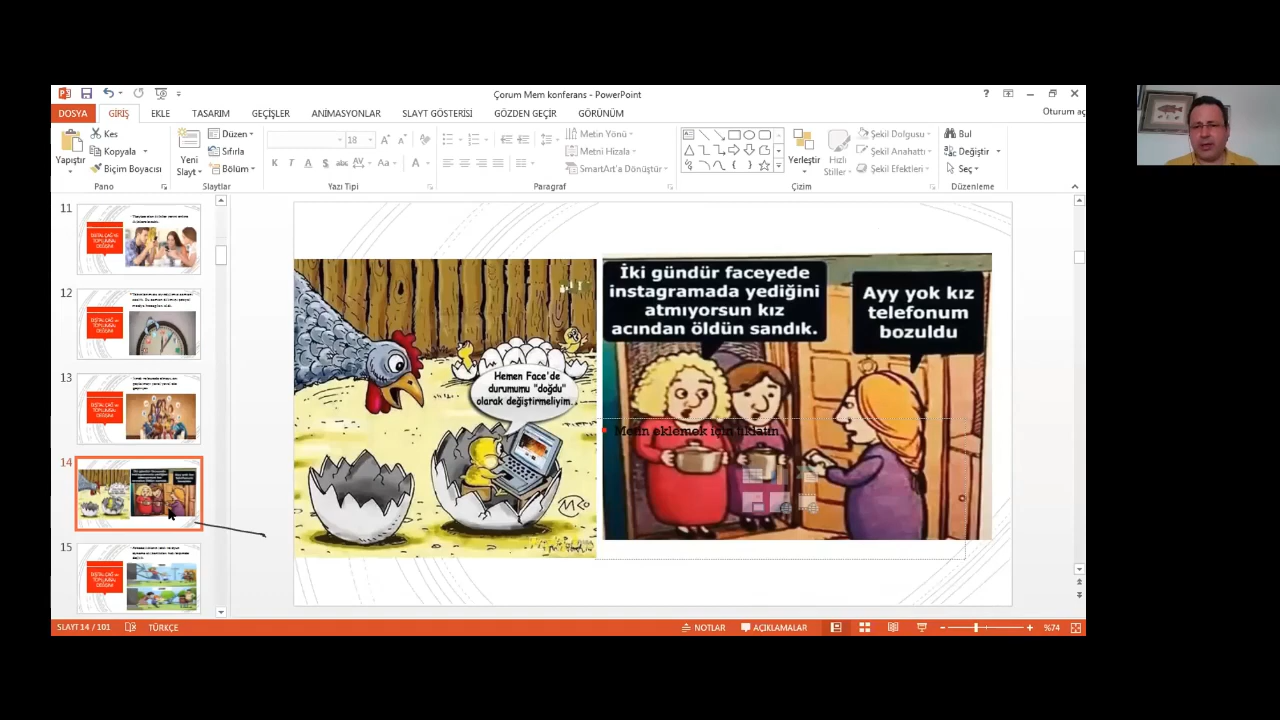 Çorum Mem konferans - PowerPoint
Oturum aç
DOSYA GİRİŞ EKLE TASARIM GEÇİŞLER ANİMASYONLAR SLAYT GÖSTERİSİ GÖZDEN GEÇİR GÖRÜNÜM
Yapıştır
Kes
Kopyala
Biçim Boyacısı
Pano
Yeni
Slayt
Düzen
Sıfırla
Bölüm
Slaytlar
18
Yazı Tipi
Metin Yönü
Metni Hizala
SmartArt'a Dönüştür
Paragraf
Yerleştir
Hızlı
Stiller
Şekil Dolgusu
Şekil Anahattı
Şekil Efektleri
Çizim
Bul
Değiştir
Seç
Düzenleme
11
12
13
14
15
Hemen Face'de
durumumu "doğdu"
olarak değiştirmeliyim..
İki gündür faceyede
instagramada yediğini
atmıyorsun kız
acından öldün sandık.
Ayy yok kız
telefonum
bozuldu
Metin eklemek için tıklatın
SLAYT 14 / 101 TÜRKÇE
NOTLAR AÇIKLAMALAR %74